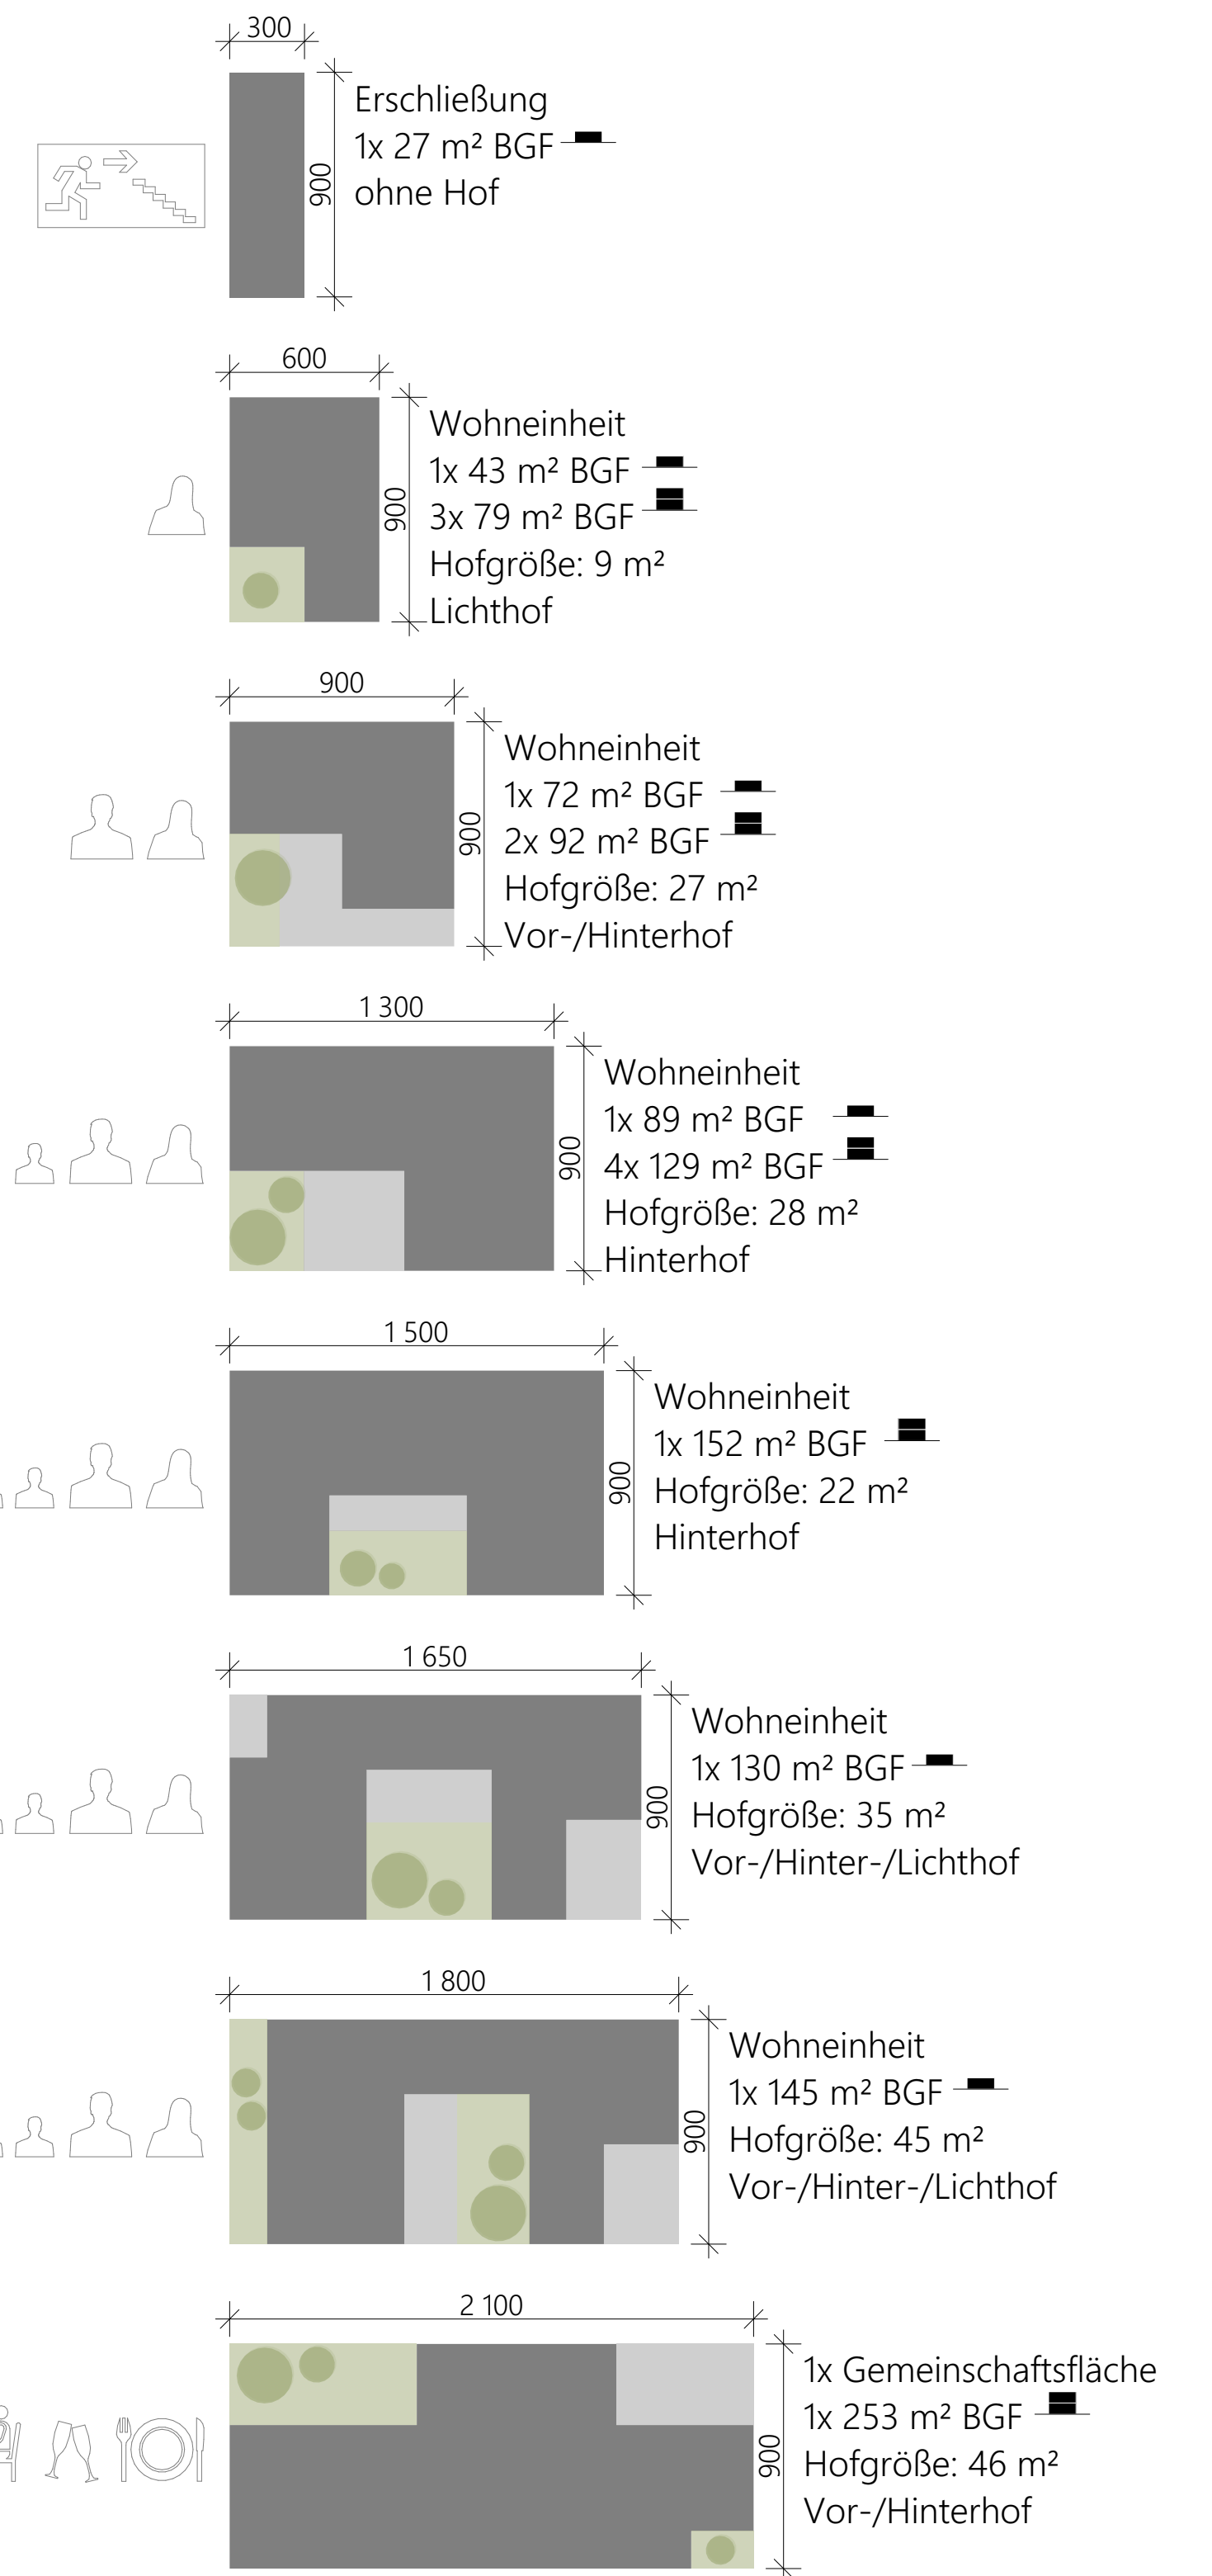 300
Erschließung
1x 27 m² BGF
ohne Hof
900
600
Wohneinheit
1x 43 m² BGF
3x 79 m² BGF
Hofgröße: 9 m²
Lichthof
900
900
Wohneinheit
1x 72 m² BGF
2x 92 m² BGF
Hofgröße: 27 m²
Vor-/Hinterhof
900
1 300
Wohneinheit
1x 89 m² BGF
4x 129 m² BGF
Hofgröße: 28 m²
Hinterhof
900
1 500
Wohneinheit
1x 152 m² BGF
Hofgröße: 22 m²
Hinterhof
900
1 650
Wohneinheit
1x 130 m² BGF
Hofgröße: 35 m²
Vor-/Hinter-/Lichthof
900
1 800
Wohneinheit
1x 145 m² BGF
Hofgröße: 45 m²
Vor-/Hinter-/Lichthof
900
2 100
1x Gemeinschaftsfläche
1x 253 m² BGF
Hofgröße: 46 m²
Vor-/Hinterhof
900